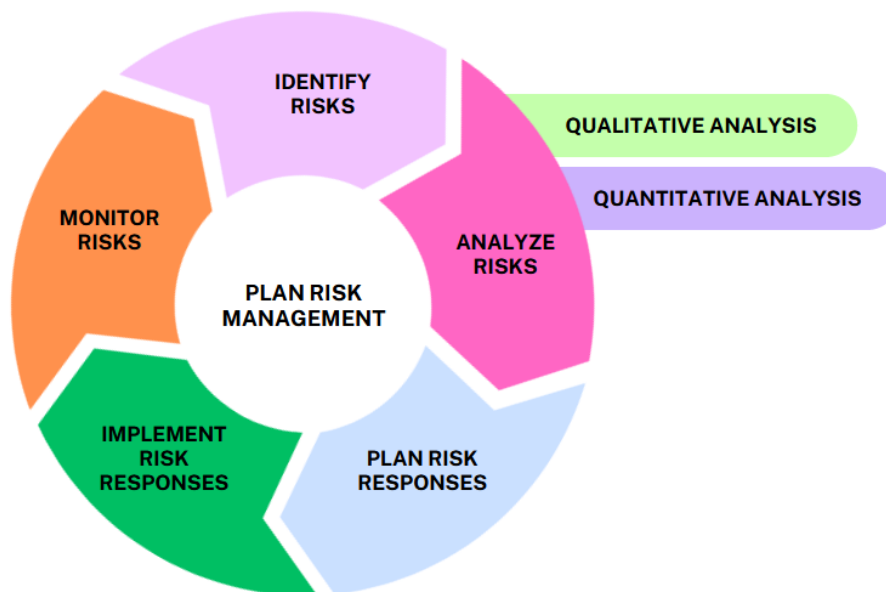 IDENTIFY
RISKS
QUALITATIVE ANALYSIS
QUANTITATIVE ANALYSIS
ANALYZE
RISKS
PLAN RISK
RESPONSES
IMPLEMENT
RISK
RESPONSES
MONITOR
RISKS
PLAN RISK
MANAGEMENT